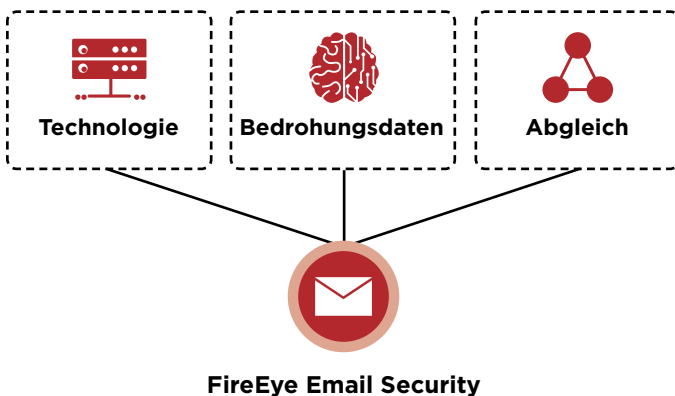 Technologie
Bedrohungsdaten
Abgleich
FireEye Email Security